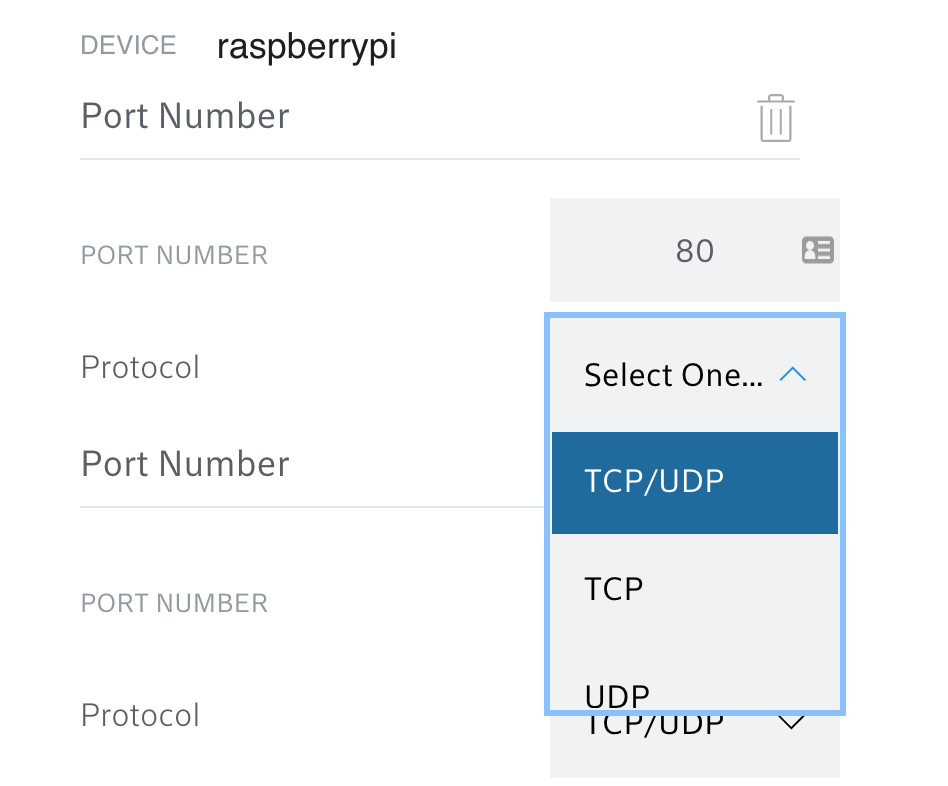 DEVICE raspberrypi
Port Number
PORT NUMBER 80
Protocol Select One...
TCP/UDP
Port Number
TCP
PORT NUMBER
UDP
Protocol TCP/UDP